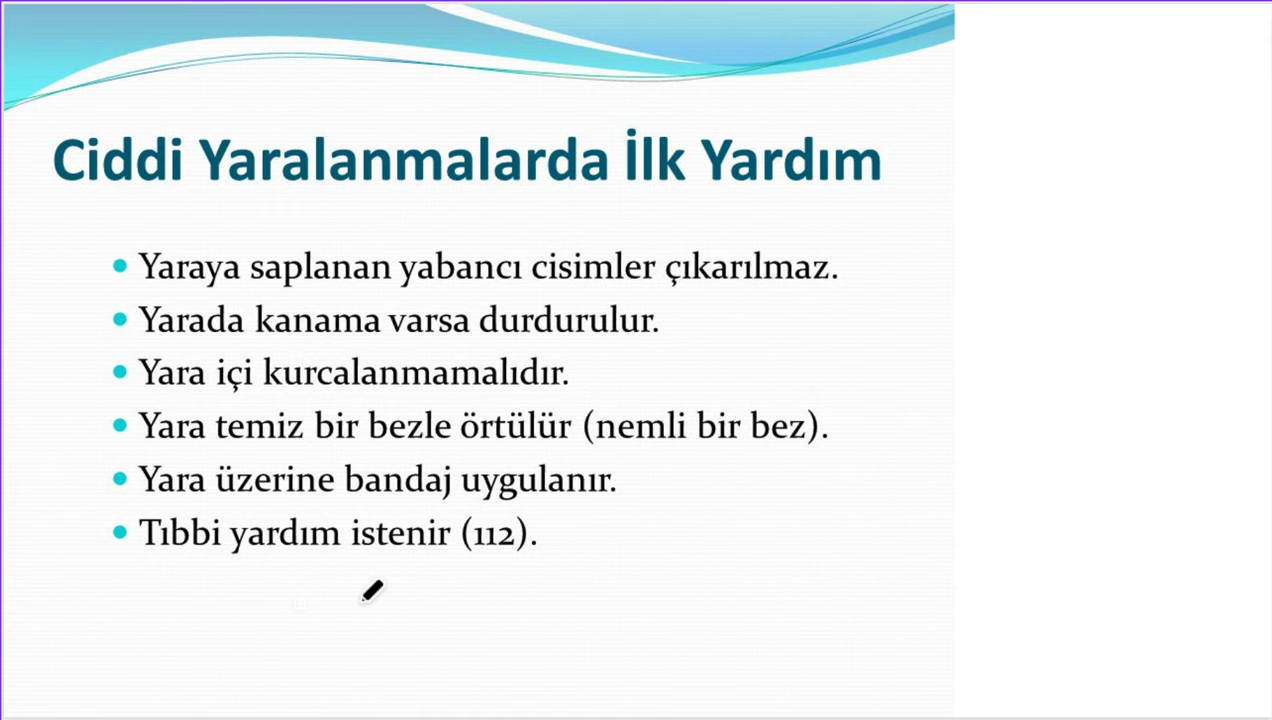 Ciddi Yaralanmalarda İlk Yardım
• Yaraya saplanan yabancı cisimler çıkarılmaz.
• Yarada kanama varsa durdurulur.
• Yara içi kurcalanmamalıdır.
• Yara temiz bir bezle örtülür (nemli bir bez).
• Yara üzerine bandaj uygulanır.
• Tıbbi yardım istenir (112).